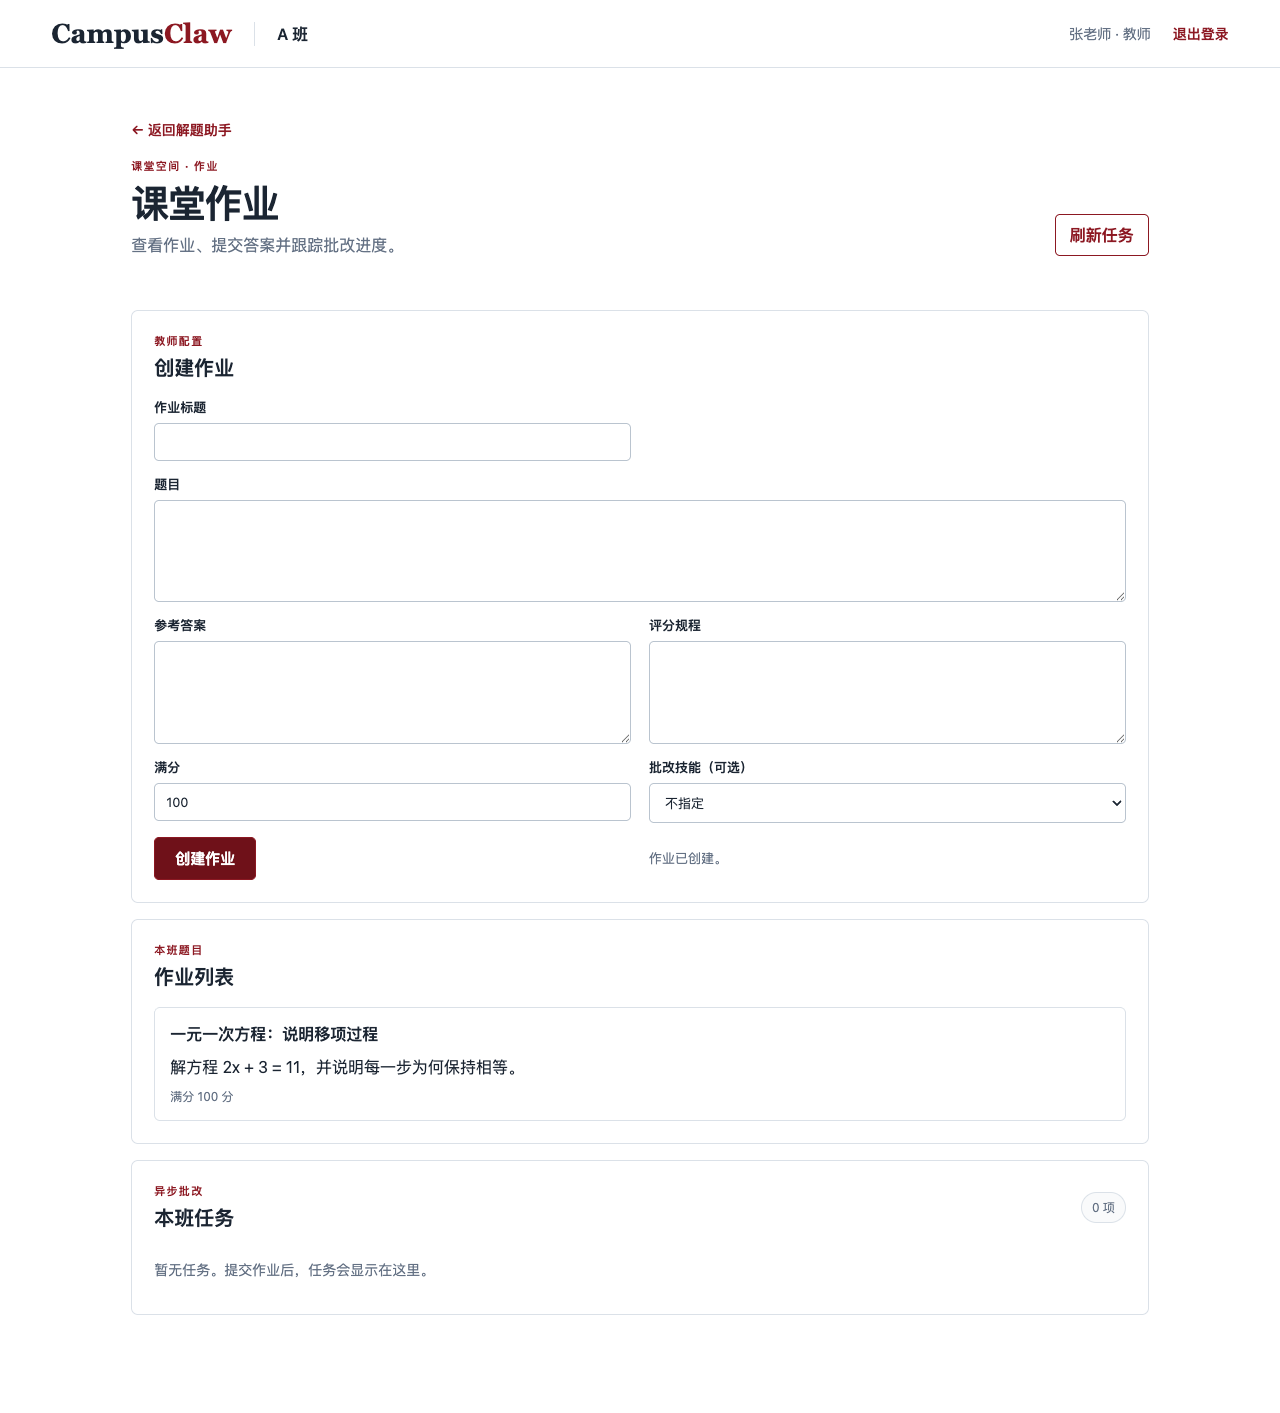 CampusClaw
A 班
张老师 · 教师
退出登录
← 返回解题助手
课堂空间 · 作业
课堂作业
查看作业、提交答案并跟踪批改进度。
刷新任务
教师配置
创建作业
作业标题
题目
参考答案
评分规程
满分
批改技能（可选）
100
不指定
创建作业
作业已创建。
本班题目
作业列表
一元一次方程：说明移项过程
解方程 2x + 3 = 11，并说明每一步为何保持相等。
满分 100 分
异步批改
本班任务
0 项
暂无任务。提交作业后，任务会显示在这里。